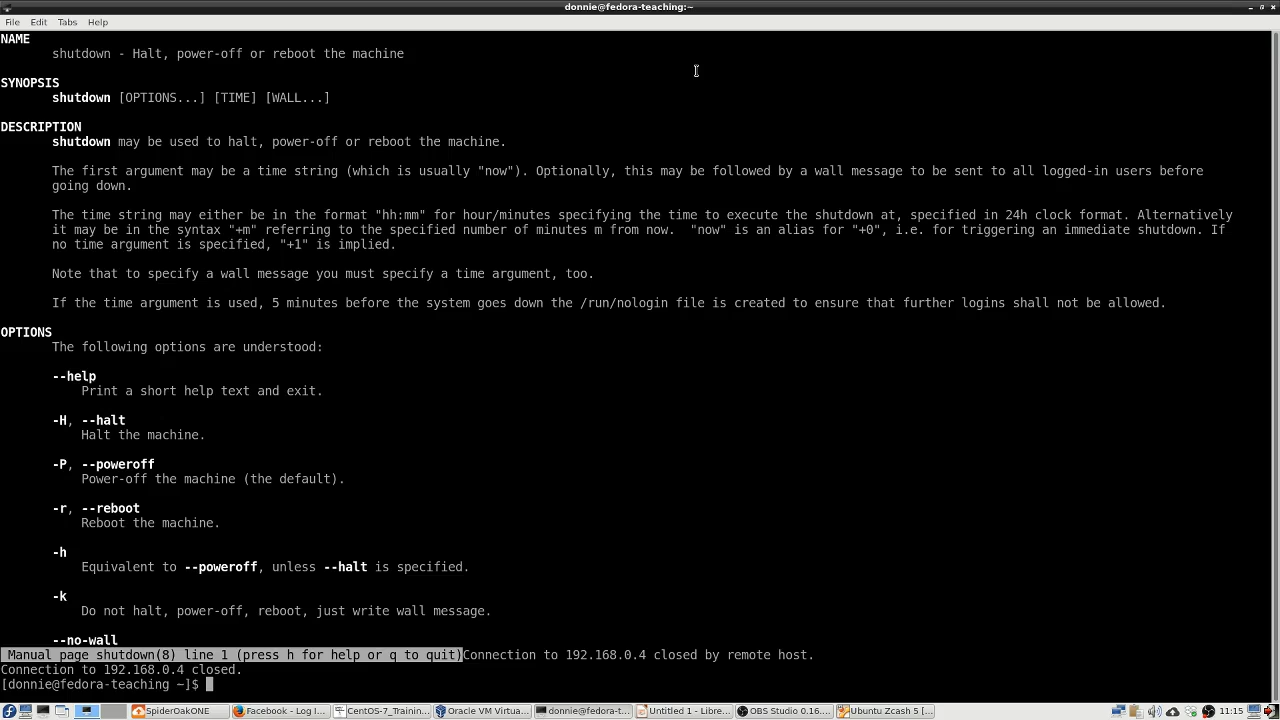 donnie@fedora-teaching:~
File Edit Tabs Help
NAME
shutdown - Halt, power-off or reboot the machine
SYNOPSIS
shutdown [OPTIONS...] [TIME] [WALL...]
DESCRIPTION
shutdown may be used to halt, power-off or reboot the machine.
The first argument may be a time string (which is usually "now"). Optionally, this may be followed by a wall message to be sent to all logged-in users before
going down.
The time string may either be in the format "hh:mm" for hour/minutes specifying the time to execute the shutdown at, specified in 24h clock format. Alternatively
it may be in the syntax "+m" referring to the specified number of minutes m from now.  "now" is an alias for "+0", i.e. for triggering an immediate shutdown. If
no time argument is specified, "+1" is implied.
Note that to specify a wall message you must specify a time argument, too.
If the time argument is used, 5 minutes before the system goes down the /run/nologin file is created to ensure that further logins shall not be allowed.
OPTIONS
The following options are understood:
--help
Print a short help text and exit.
-H, --halt
Halt the machine.
-P, --poweroff
Power-off the machine (the default).
-r, --reboot
Reboot the machine.
-h
Equivalent to --poweroff, unless --halt is specified.
-k
Do not halt, power-off, reboot, just write wall message.
--no-wall
Manual page shutdown(8) line 1 (press h for help or q to quit)Connection to 192.168.0.4 closed by remote host.
Connection to 192.168.0.4 closed.
[donnie@fedora-teaching ~]$
SpiderOakONE Facebook - Log I... CentOS-7_Trainin... Oracle VM Virtua... donnie@fedora-t... Untitled 1 - Libre... OBS Studio 0.16.... Ubuntu Zcash 5 [... 11:15